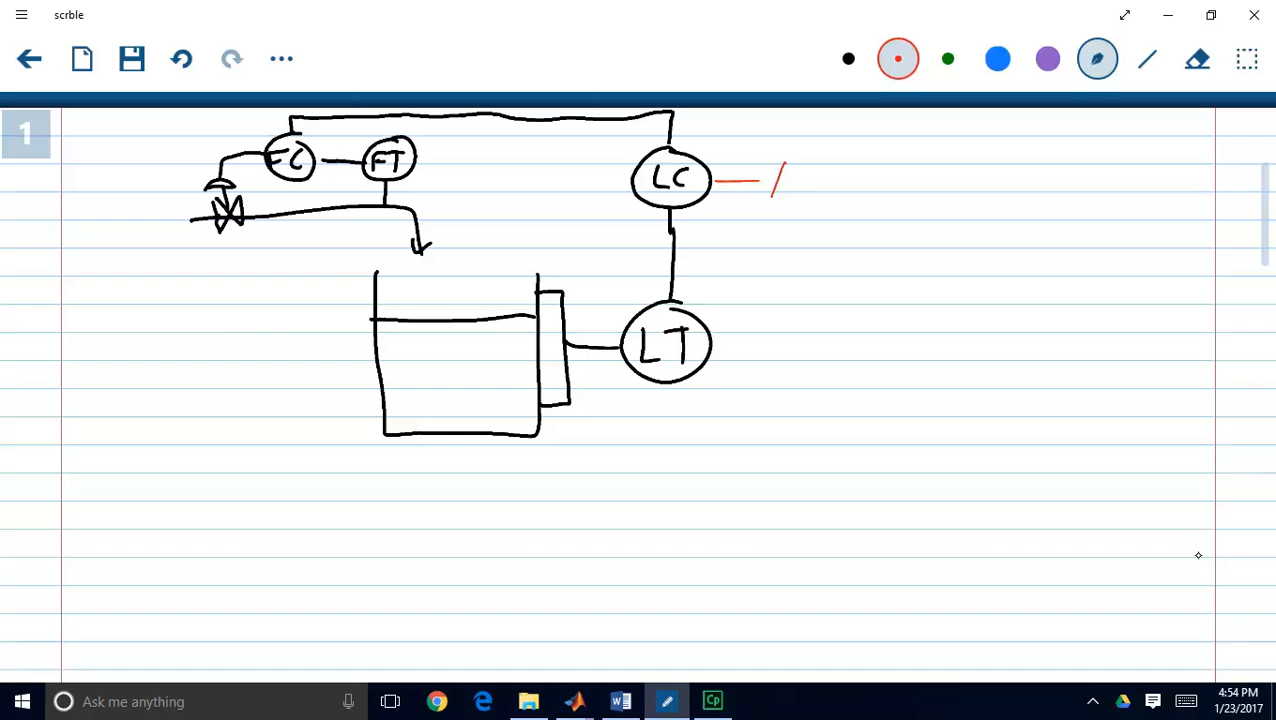 scrble
1
FC
FT
LC
LT
Ask me anything
4:54 PM
1/23/2017